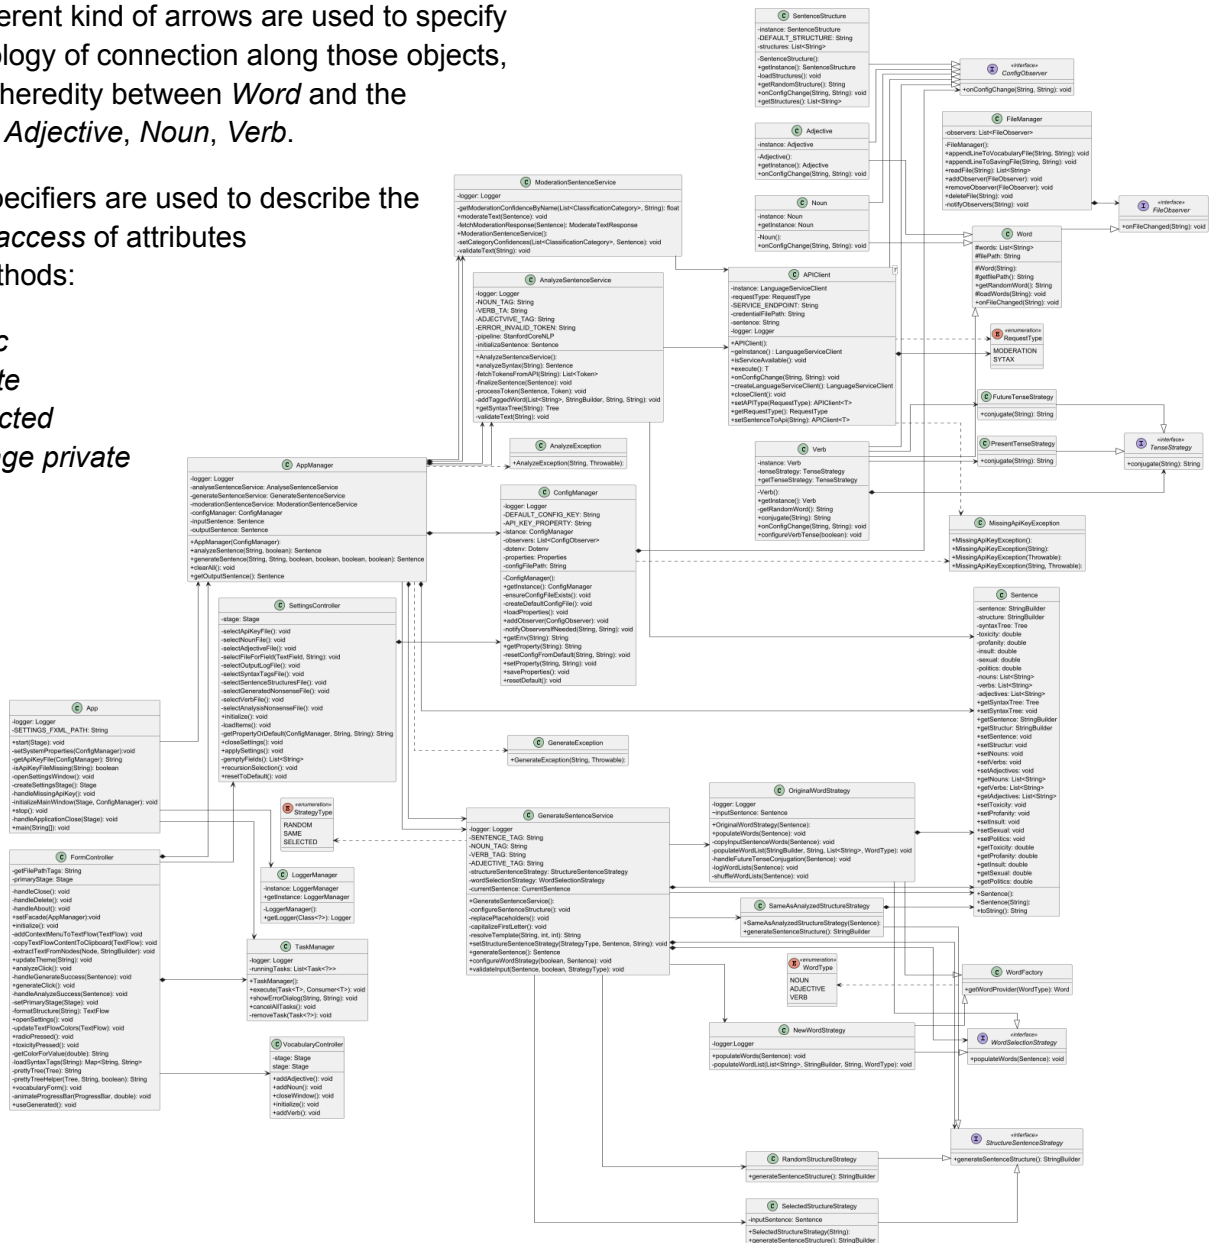 erent kind of arrows are used to specify
ology of connection along those objects,
heredity between Word and the
Adjective, Noun, Verb.
pecifiers are used to describe the
access of attributes
thods:
c
te
cted
ge private
SentenceStructure
-instance: SentenceStructure
-DEFAULT_STRUCTURE: String
-structures: List<String>
-SentenceStructure():
+getInstance(): SentenceStructure
-loadStructures(): void
+getRandomStructure(): String
+onConfigChange(String, String): void
+getStructures(): List<String>
«interface»
ConfigObserver
+onConfigChange(String, String): void
Adjective
-instance: Adjective
-Adjective():
+getInstance(): Adjective
+onConfigChange(String, String): void
FileManager
-observers: List<FileObserver>
-FileManager():
+appendLineToVocabularyFile(String, String): void
+appendLineToSavingFile(String, String): void
+readFile(String): List<String>
+addObserver(FileObserver): void
+removeObserver(FileObserver): void
+deleteFile(String): void
-notifyObservers(String): void
«interface»
FileObserver
+onFileChanged(String): void
Noun
-instance: Noun
+getInstance: Noun
-Noun():
+onConfigChange(String, String): void
Word
#words: List<String>
#filePath: String
#Word(String):
#getfilePath(): String
+getRandomWord(): String
#loadWords(String): void
+onFileChanged(String): void
ModerationSentenceService
-logger: Logger
-getModerationConfidenceByName(List<ClassificationCategory>, String): float
+moderateText(Sentence): void
-fetchModerationResponse(Sentence): ModerateTextResponse
+ModerationSentenceService():
-setCategoryConfidences(List<ClassificationCategory>, Sentence): void
-validateText(String): void
AnalyzeSentenceService
-logger: Logger
-NOUN_TAG: String
-VERB_TA: String
-ADJECTVIVE_TAG: String
-ERROR_INVALID_TOKEN: String
-pipeline: StanfordCoreNLP
-initializaSentence: Sentence
+AnalyzeSentenceService():
+analyzeSyntax(String): Sentence
-fetchTokensFromAPI(String): List<Token>
-finalizeSentence(Sentence): void
-processToken(Sentence, Token): void
-addTaggedWord(List<String>, StringBuilder, String, String): void
+getSyntaxTree(String): Tree
-validateText(String): void
APIClient
T
-instance: LanguageServiceClient
-requestType: RequestType
-SERVICE_ENDPOINT: String
-credentialFilePath: String
-sentence: String
-logger: Logger
+APIClient():
~geInstance() : LanguageServiceClient
+isServiceAvailable(): void
+execute(): T
+onConfigChange(String, String): void
~createLanguageServiceClient(): LanguageServiceClient
+closeClient(): void
+setAPIType(RequestType): APIClient<T>
+getRequestType(): RequestType
+setSentenceToApi(String): APIClient<T>
«enumeration»
RequestType
MODERATION
SYTAX
FutureTenseStrategy
+conjugate(String): String
PresentTenseStrategy
+conjugate(String): String
«interface»
TenseStrategy
+conjugate(String): String
Verb
-instance: Verb
-tenseStrategy: TenseStrategy
+getTenseStrategy: TenseStrategy
-Verb():
+getInstance(): Verb
-getRandomWord(): String
+conjugate(String): String
+onConfigChange(String, String): void
+configureVerbTense(boolean): void
AnalyzeException
+AnalyzeException(String, Throwable):
MissingApiKeyException
+MissingApiKeyException():
+MissingApiKeyException(String):
+MissingApiKeyException(Throwable):
+MissingApiKeyException(String, Throwable):
AppManager
-logger: Logger
-analyseSentenceService: AnalyseSentenceService
-generateSentenceService: GenerateSentenceService
-moderationSentenceService: ModerationSentenceService
-configManager: ConfigManager
-inputSentence: Sentence
-outputSentence: Sentence
+AppManager(ConfigManager):
+analyzeSentence(String, boolean): Sentence
+generateSentence(String, String, boolean, boolean, boolean, boolean): Sentence
+clearAll(): void
+getOutputSentence(): Sentence
ConfigManager
-logger: Logger
-DEFAULT_CONFIG_KEY: String
-API_KEY_PROPERTY: String
-istance: ConfigManager
-observers: List<ConfigObserver>
-dotenv: Dotenv
-properties: Properties
-configFilePath: String
-ConfigManager():
+getInstance(): ConfigManager
-ensureConfigFileExists(): void
-createDefaultConfigFile(): void
+loadProperties(): void
+addObserver(ConfigObserver): void
-notifyObserversIfNeeded(String, String): void
+getEnv(String): String
+getProperty(String): String
-resetConfigFromDefault(String, String): void
+setProperty(String, String): void
+saveProperties(): void
+resetDefault(): void
SettingsController
-stage: Stage
-selectApiKeyFile(): void
-selectNounFile(): void
-selectAdjectiveFile(): void
-selectFileForField(TextField, String): void
-selectOutputLogFile(): void
-selectSyntaxTagsFile(): void
-selectSentenceStructuresFile(): void
-selectGeneratedNonsenseFile(): void
-selectVerbFile(): void
-selectAnalysisNonsenseFile(): void
+initialize(): void
-loadItems(): void
-getPropertyOrDefault(ConfigManager, String, String): String
+closeSettings(): void
+applySettings(): void
-gemptyFields(): List<String>
+recursionSelection(): void
+resetToDefault(): void
Sentence
-sentence: StringBuilder
-structure: StringBuilder
-syntaxTree: Tree
-toxicity: double
-profanity: double
-insult: double
-sexual: double
-politics: double
-nouns: List<String>
-verbs: List<String>
-adjectives: List<String>
+getSyntaxTree: Tree
+setSyntaxTree: void
+getSentence: StringBuilder
+getStructur: StringBuilder
+setSentence: void
+setStructur: void
+setNouns: void
+setVerbs: void
+setAdjectives: void
+getNouns: List<String>
+getVerbs: List<String>
+getAdjectives: List<String>
+setToxicity: void
+setProfanity: void
+setInsult: void
+setSexual: void
+setPolitics: void
+getToxicity: double
+getProfanity: double
+getInsult: double
+getSexual: double
+getPolitics: double
+Sentence():
+Sentence(String):
+toString(): String
App
-logger: Logger
-SETTINGS_FXML_PATH: String
+start(Stage): void
-setSystemProperties(ConfigManager):void
-getApiKeyFile(ConfigManager): String
-isApiKeyFileMissing(String): boolean
-openSettingsWindow(): void
-createSettingsStage(): Stage
-handleMissingApiKey(): void
-initializeMainWindow(Stage, ConfigManager): void
+stop(): void
-handleApplicationClose(Stage): void
+main(String[]): void
GenerateException
+GenerateException(String, Throwable):
«enumeration»
StrategyType
RANDOM
SAME
SELECTED
GenerateSentenceService
-logger: Logger
-SENTENCE_TAG: String
-NOUN_TAG: String
-VERB_TAG: String
-ADJECTIVE_TAG: String
-structureSentenceStrategy: StructureSentenceStrategy
-wordSelectionStrategy: WordSelectionStrategy
-currentSentence: CurrentSentence
+GenerateSentenceService():
-configureSentenceStructure(): void
-replacePlaceholders(): void
-capitalizeFirstLetter(): void
-resolveTemplate(String, int, int): String
+setStructureSentenceStrategy(StrategyType, Sentence, String): void
+generateSentence(): Sentence
+configureWordStrategy(boolean, Sentence): void
+validateInput(Sentence, boolean, StrategyType): void
OriginalWordStrategy
-logger: Logger
~inputSentence: Sentence
+OriginalWordStrategy(Sentence):
+populateWords(Sentence): void
-copyInputSentenceWords(Sentence): void
-populateWordList(StringBuilder, String, List<String>, WordType): void
-handleFutureTenseConjugation(Sentence): void
-logWordLists(Sentence): void
-shuffleWordLists(Sentence): void
SameAsAnalyzedStructureStrategy
+SameAsAnalyzedStructureStrategy(Sentence):
+generateSentenceStructure(): StringBuilder
FormController
-getFilePathTags: String
-primaryStage: Stage
-handleClose(): void
-handleDelete(): void
-handleAbout(): void
+setFacade(AppManager):void
+initialize(): void
-addContextMenuToTextFlow(TextFlow): void
-copyTextFlowContentToClipboard(TextFlow): void
-extractTextFromNodes(Node, StringBuilder): void
+updateTheme(String): void
+analyzeClick(): void
-handleGenerateSuccess(Sentence): void
+generateClick(): void
-handleAnalyzeSuccess(Sentence): void
-setPrimaryStage(Stage): void
-formatStructure(String): TextFlow
+openSettings(): void
-updateTextFlowColors(TextFlow): void
+radioPressed(): void
+toxicityPressed(): void
-getColorForValue(double): String
-loadSyntaxTags(String): Map<String, String>
-prettyTree(Tree): String
-prettyTreeHelper(Tree, String, boolean): String
+vocabularyForm(): void
-animateProgressBar(ProgressBar, double): void
+useGenerated(): void
LoggerManager
-instance: LoggerManager
+getInstance: LoggerManager
-LoggerManager():
+getLogger(Class<?>): Logger
TaskManager
-logger: Logger
-runningTasks: List<Task<?>>
+TaskManager():
+execute(Task<T>, Consumer<T>): void
+showErrorDialog(String, String): void
+cancelAllTasks(): void
-removeTask(Task<?>): void
VocabularyController
-stage: Stage
stage: Stage
+addAdjective(): void
+addNoun(): void
+closeWindow(): void
+initialize(): void
+addVerb(): void
«enumeration»
WordType
NOUN
ADJECTIVE
VERB
WordFactory
+getWordProvider(WordType): Word
«interface»
WordSelectionStrategy
+populateWords(Sentence): void
NewWordStrategy
-logger:Logger
+populateWords(Sentence): void
-populateWordList(List<String>, StringBuilder, String, WordType): void
«interface»
StructureSentenceStrategy
+generateSentenceStructure(): StringBuilder
RandomStructureStrategy
+generateSentenceStructure(): StringBuilder
SelectedStructureStrategy
-inputSentence: Sentence
+SelectedStructureStrategy(String):
+generateSentenceStructure(): StringBuilder